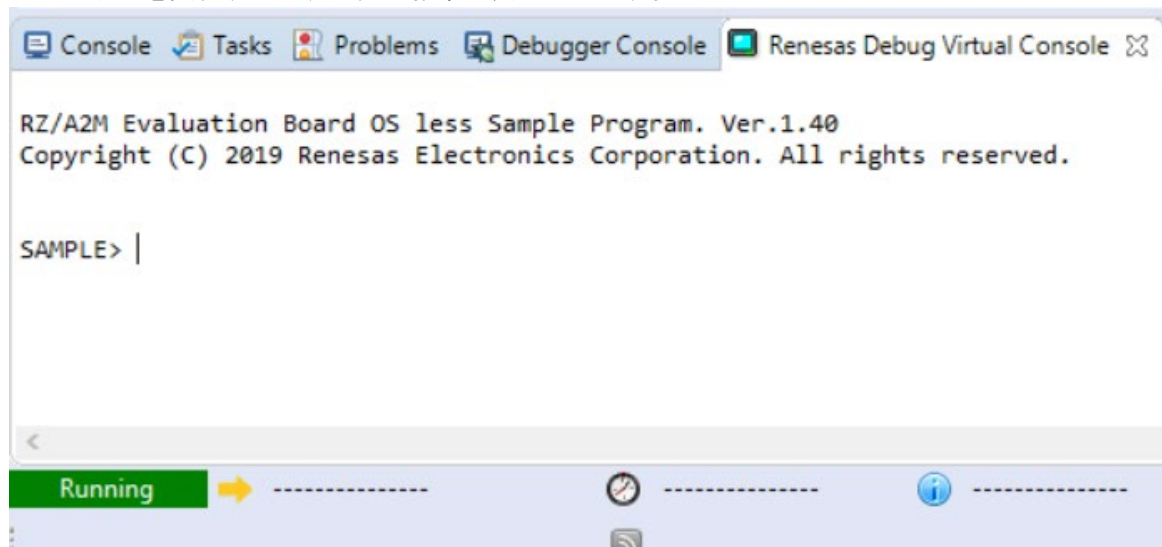 Console Tasks Problems Debugger Console Renesas Debug Virtual Console
RZ/A2M Evaluation Board OS less Sample Program. Ver.1.40
Copyright (C) 2019 Renesas Electronics Corporation. All rights reserved.
SAMPLE>
Running --------------- --------------- ---------------